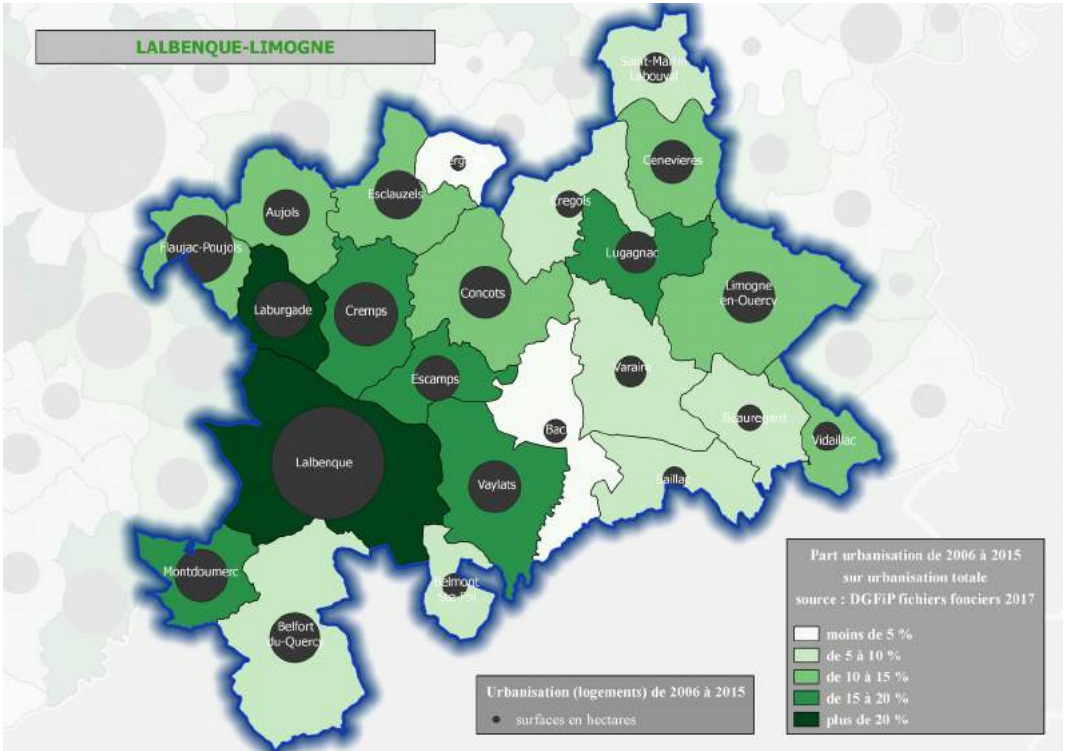 LALBENQUE-LIMOGNE
Saint-Martin
Labouval
Cenevieres
Esclauzels
Cregols
Aujols
Flaujac-Poujols
Lugagnac
Limogne
en-Quercy
Concots
Laburgade
Cremps
Escamps
Varaire
Beauregard
Bach
Vidaillac
Lalbenque
Vaylats
Saillac
Montdoumerc
Belmont
Ste-Foi
Belfort
du-Quercy
Part urbanisation de 2006 à 2015
sur urbanisation totale
source : DGFiP fichiers fonciers 2017
moins de 5 %
de 5 à 10 %
de 10 à 15 %
de 15 à 20 %
plus de 20 %
Urbanisation (logements) de 2006 à 2015
surfaces en hectares